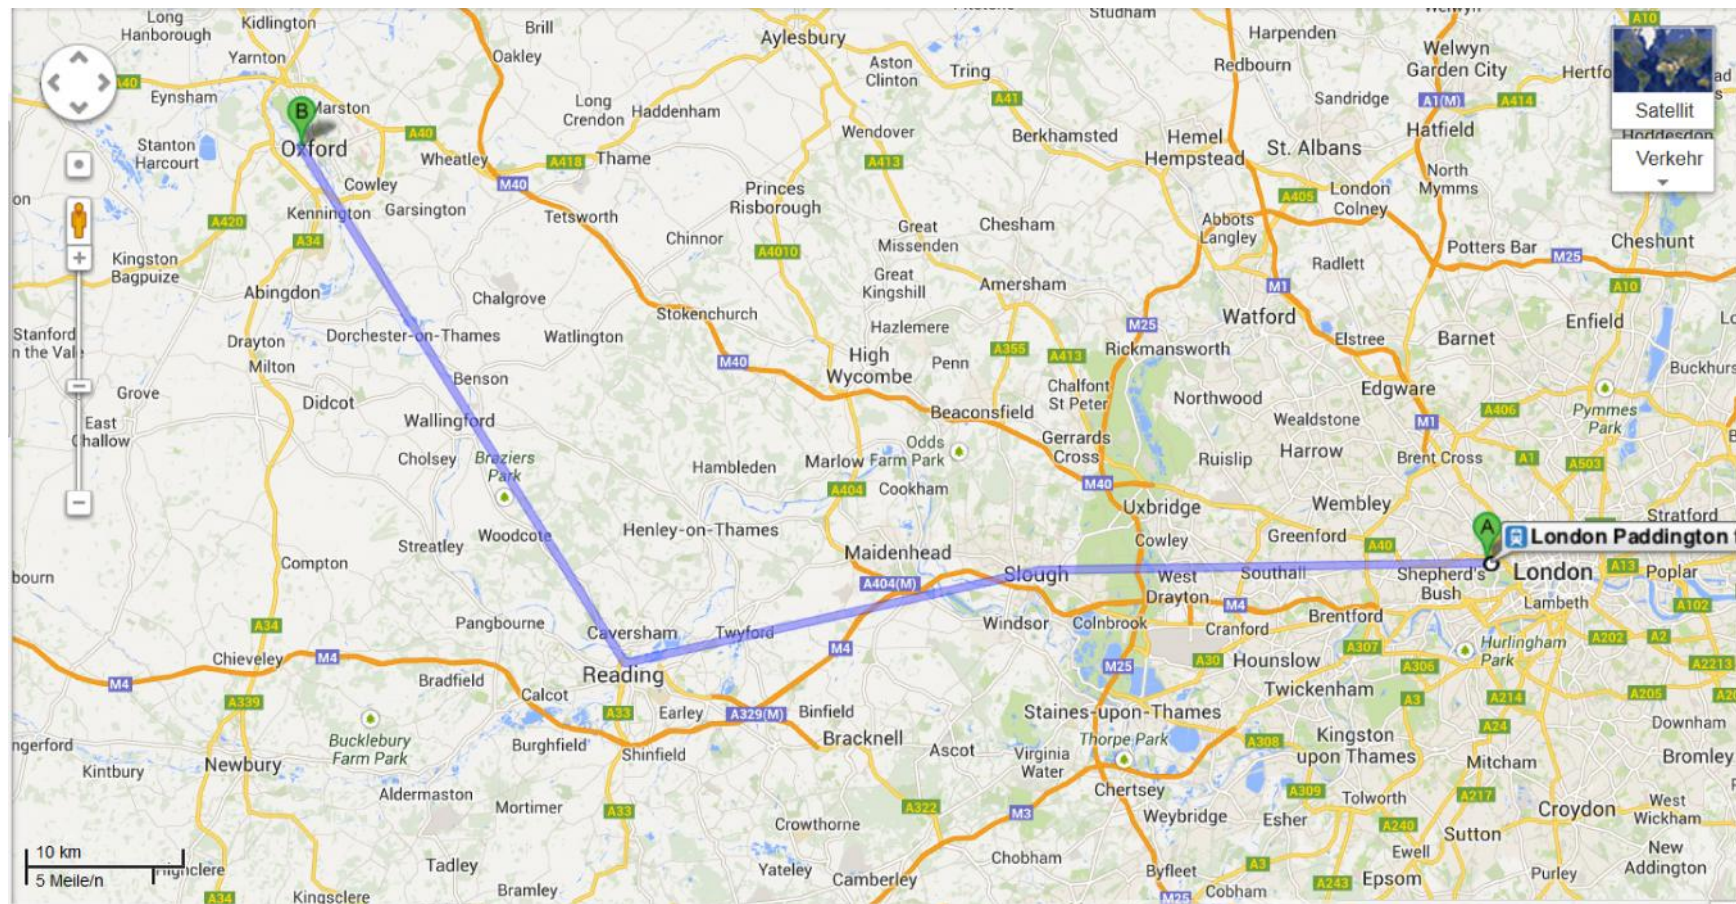 Long
Hanborough
Kidlington
Brill
Aylesbury
Studham
Harpenden
A10
Yarnton
Oakley
Aston
Clinton
Tring
Redbourn
Welwyn
Garden City
A40
Eynsham
B
Marston
Long
Crendon
Haddenham
A41
Sandridge
A1(M)
A414
Satellit
Stanton
Harcourt
Oxford
A40
Wendover
Berkhamsted
Hemel
Hempstead
St. Albans
Hatfield
Hoddesdon
Wheatley
A418
Thame
A413
Verkehr
M40
Cowley
Princes
Risborough
A405
London
Colney
North
Mymms
A420
Kennington
Garsington
Tetsworth
Great
Missenden
Chesham
Abbots
Langley
A34
Chinnor
A4010
Potters Bar
M25
Cheshunt
Kingston
Bagpuize
Great
Kingshill
Amersham
Radlett
M1
A10
Abingdon
Chalgrove
Stokenchurch
Hazlemere
M25
Watford
Enfield
Stanford
n the Vale
Drayton
Dorchester-on-Thames
Watlington
Rickmansworth
Elstree
Barnet
Milton
M40
High
Wycombe
Penn
A355
A413
Benson
Chalfont
St Peter
Edgware
Grove
Didcot
Northwood
Wallingford
Beaconsfield
Wealdstone
M1
A406
Pymmes
Park
East
Challow
Odds
Farm Park
Gerrards
Cross
Harrow
Cholsey
Braziers
Park
Hambleden
Marlow
Ruislip
Brent Cross
A1
A503
A404
Cookham
M40
Wembley
Uxbridge
Stratford
Streatley
Woodcote
Henley-on-Thames
Cowley
Greenford
A40
A
London Paddington
Compton
Maidenhead
A404(M)
Slough
West
Drayton
Southall
Shepherd's
Bush
London
A13
Poplar
bourn
M4
Brentford
Lambeth
A102
Pangbourne
Caversham
Twyford
Windsor
Colnbrook
Cranford
A34
M4
A307
Hurlingham
Park
A202
A2
Chieveley
M4
Reading
M25
A30
Hounslow
A306
A2213
M4
Bradfield
Calcot
Twickenham
A3
A214
A205
A339
A33
Earley
A329(M)
Binfield
Staines-upon-Thames
A24
Downham
Bucklebury
Farm Park
Burghfield
Shinfield
Bracknell
Ascot
Thorpe Park
A308
Kingston
upon Thames
Newbury
Virginia
Water
Mitcham
Bromley
Kintbury
Aldermaston
Mortimer
A33
A322
Chertsey
A309
Tolworth
A217
Croydon
West
Wickham
Crowthorne
M3
Weybridge
Esher
A240
Sutton
10 km
5 Meile/n
Tadley
Yateley
Camberley
Chobham
Byfleet
A3
Ewell
New
Addington
A34
Kingsclere
Bramley
M25
Cobham
A243
Epsom
Purley